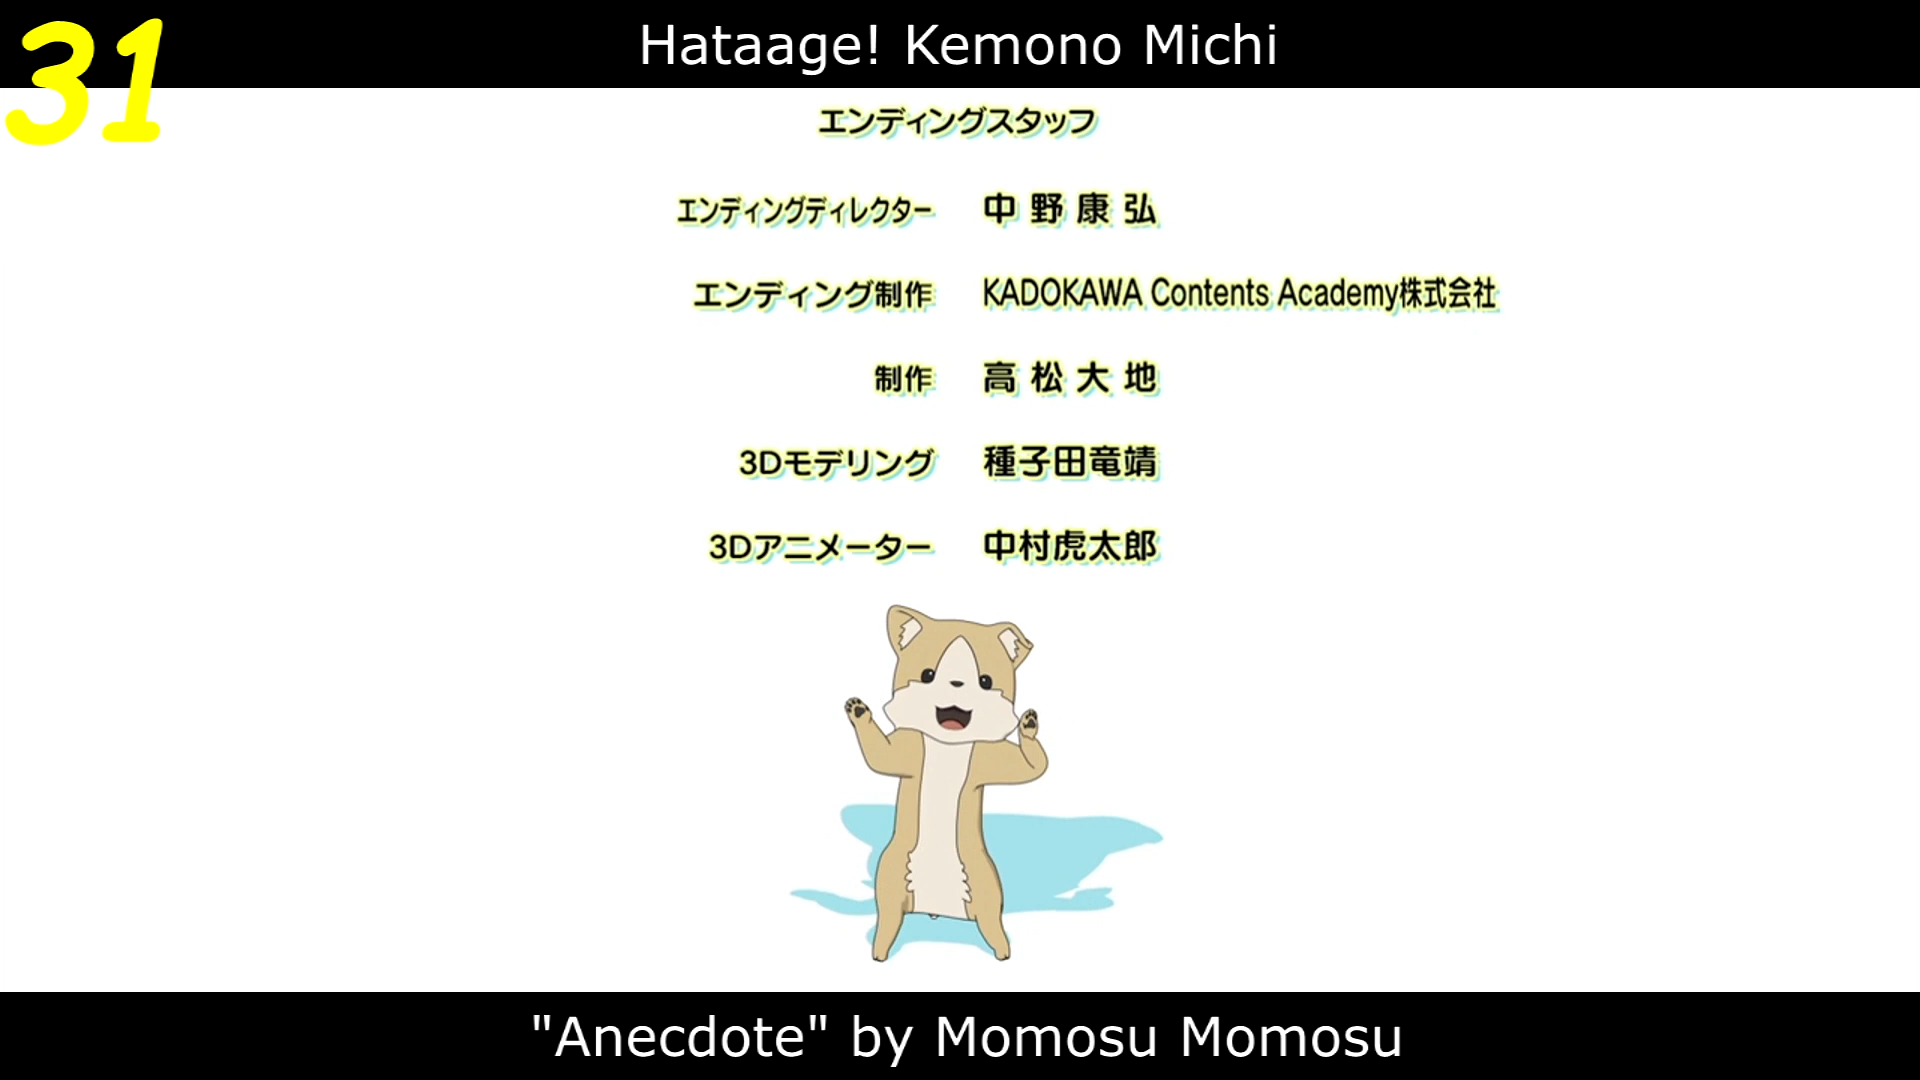 31
Hataage! Kemono Michi
エンディングスタッフ
エンディングディレクター 中野康弘
エンディング制作 KADOKAWA Contents Academy株式会社
制作 高松大地
3Dモデリング 種子田竜靖
3Dアニメーター 中村虎太郎
"Anecdote" by Momosu Momosu